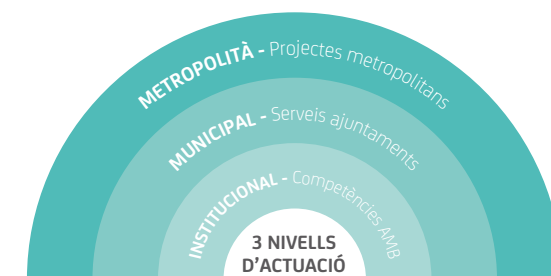 METROPOLITÀ - Projectes metropolitans
MUNICIPAL - Serveis ajuntaments
INSTITUCIONAL - Competències AMB
3 NIVELLS
D'ACTUACIÓ